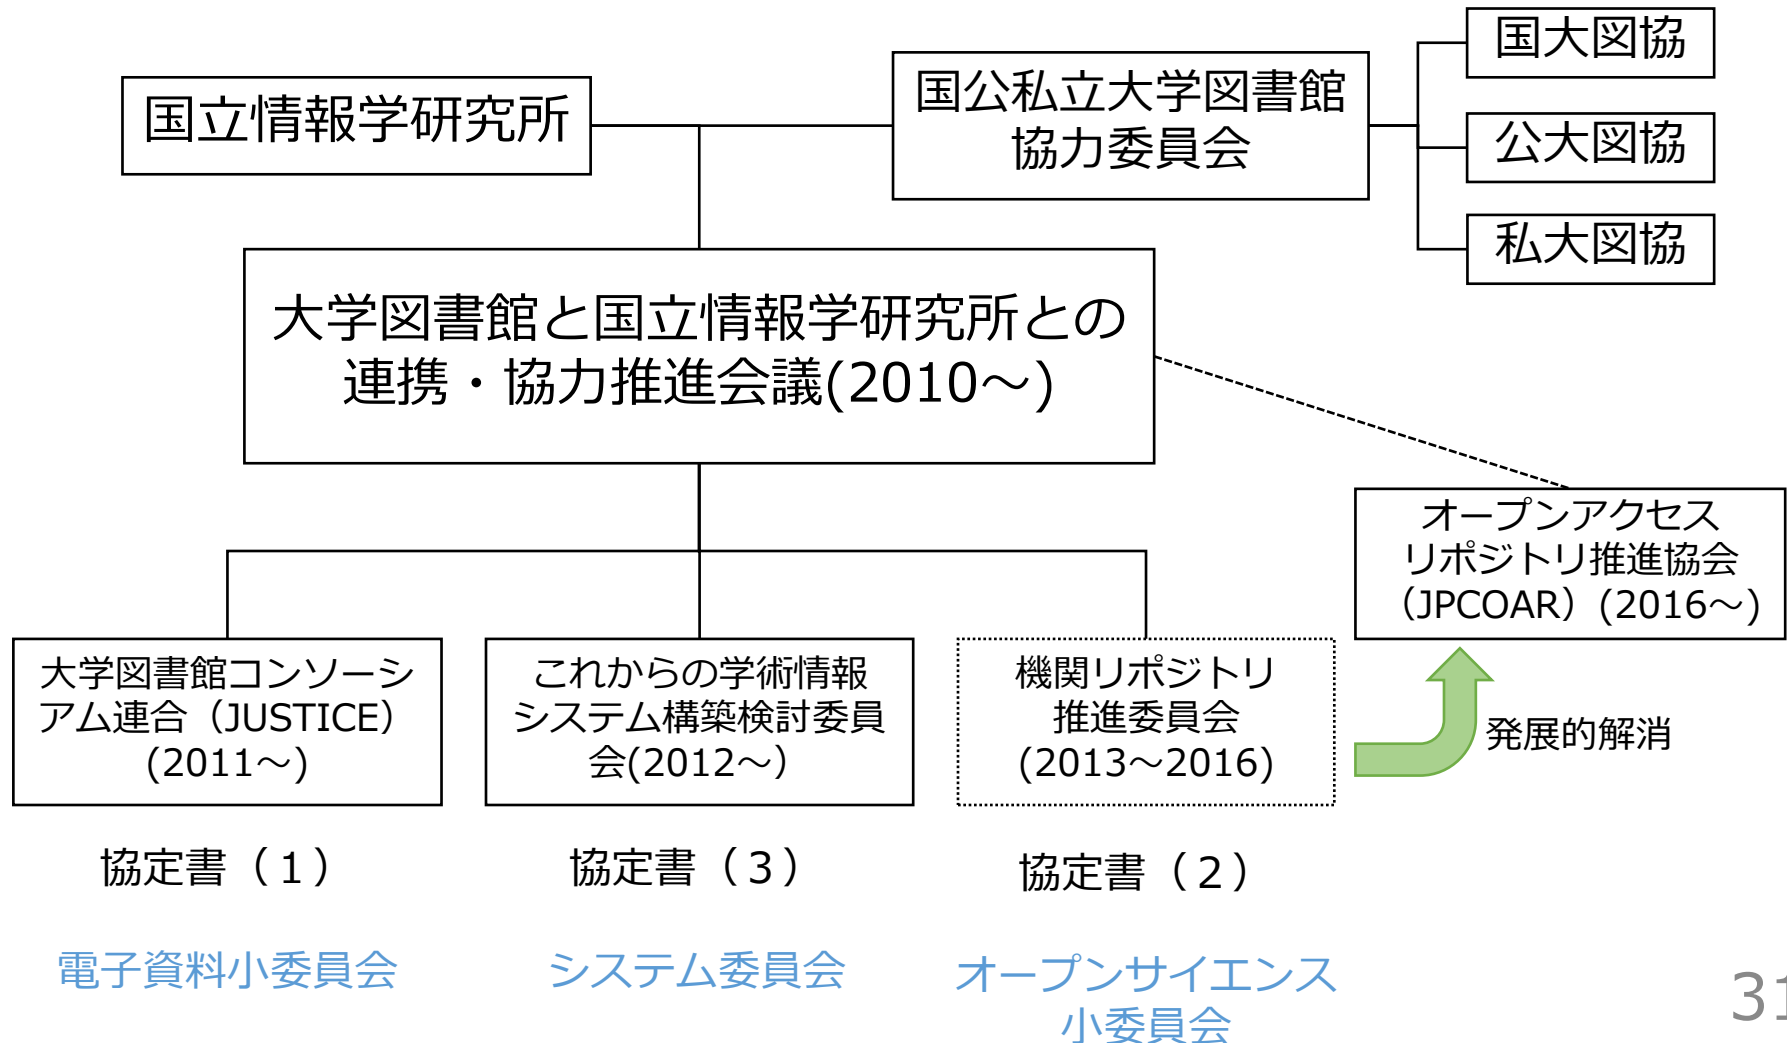 国立情報学研究所
国公私立大学図書館
協力委員会
国大図協
公大図協
私大図協
大学図書館と国立情報学研究所との
連携・協力推進会議(2010～)
オープンアクセス
リポジトリ推進協会
（JPCOAR）(2016～)
大学図書館コンソーシ
アム連合（JUSTICE）
(2011～)
これからの学術情報
システム構築検討委員
会(2012～）
機関リポジトリ
推進委員会
(2013～2016)
発展的解消
協定書（１）
協定書（３）
協定書（２）
電子資料小委員会
システム委員会
オープンサイエンス
小委員会
31